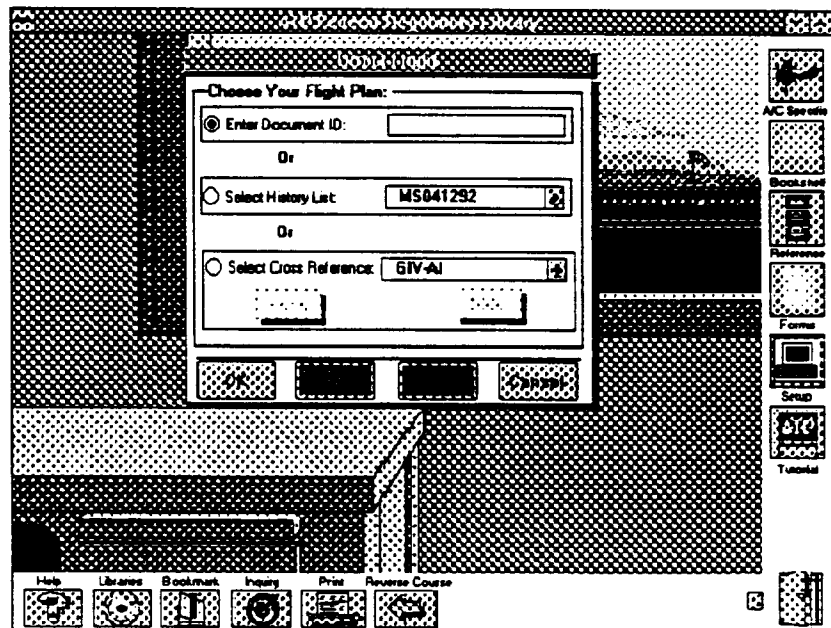 Choose Your Flight Plan:
Enter Document ID:
Or
Select History List: MS041292
Or
Select Cross Reference: GIV-AI
OK Cancel
A/C Specific
Bookshelf
Reference
Forms
Setup
ATP
Tutorial
Help Libraries Bookmark Inquiry Print Reverse Course